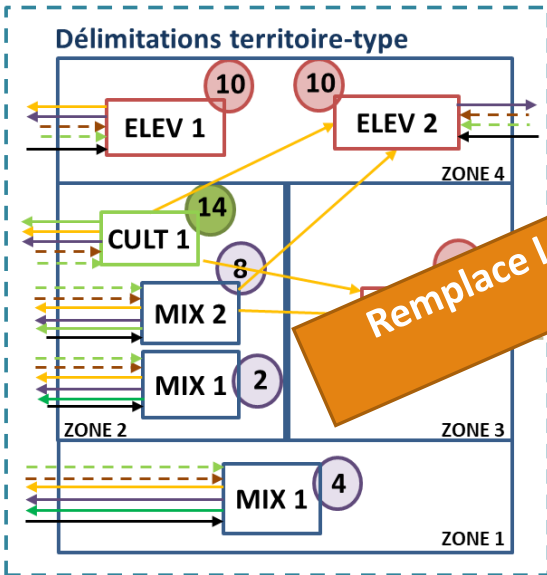 Délimitations territoire-type
10
10
ELEV 1
ELEV 2
ZONE 4
14
CULT 1
8
MIX 2
Remplace
MIX 1
2
ZONE 2
ZONE 3
4
MIX 1
ZONE 1